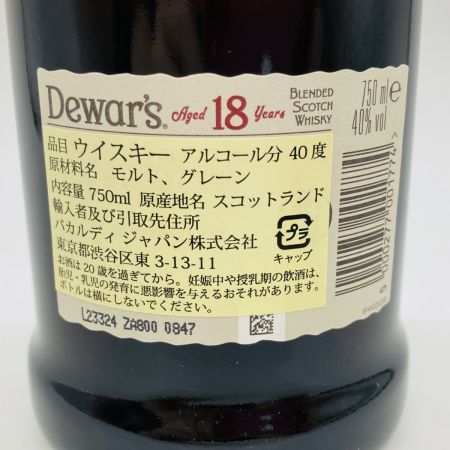 Dewar's® Aged 18 Years BLENDED SCOTCH WHISKY
750 ml e
40% vol
品目 ウイスキー アルコール分 40度
原材料名 モルト、グレーン
内容量 750ml 原産地名 スコットランド
輸入者及び引取先住所
バカルディ ジャパン株式会社
東京都渋谷区東 3-13-11
プラ
キャップ
お酒は20歳を過ぎてから。妊娠中や授乳期の飲酒は、
胎児・乳児の発育に悪影響を与えるおそれがあります。
ボトルは横にしないでください。
L23324 ZA800 0847
5 000277 001774 >